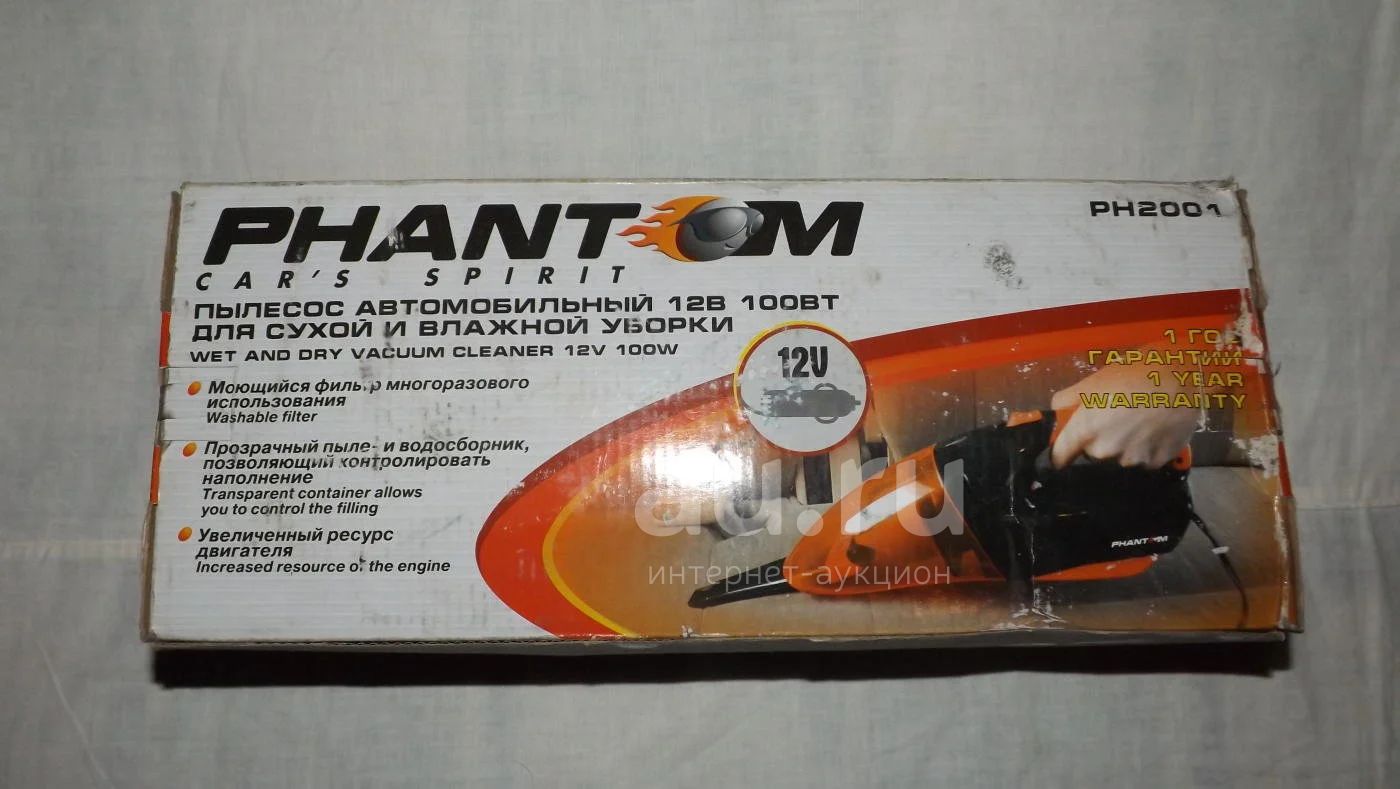 PHANTOM
PH2001
CAR'S SPIRIT
ПЫЛЕСОС АВТОМОБИЛЬНЫЙ 12В 100ВТ
ДЛЯ СУХОЙ И ВЛАЖНОЙ УБОРКИ
WET AND DRY VACUUM CLEANER 12V 100W
12V
1 ГОД
ГАРАНТИИ
1 YEAR
WARRANTY
Моющийся фильтр многоразового
использования
Washable filter
Прозрачный пыле- и водосборник,
позволяющий контролировать
наполнение
Transparent container allows
you to control the filling
Увеличенный ресурс
двигателя
Increased resource of the engine
PHANTOM
au.ru
интернет-аукцион